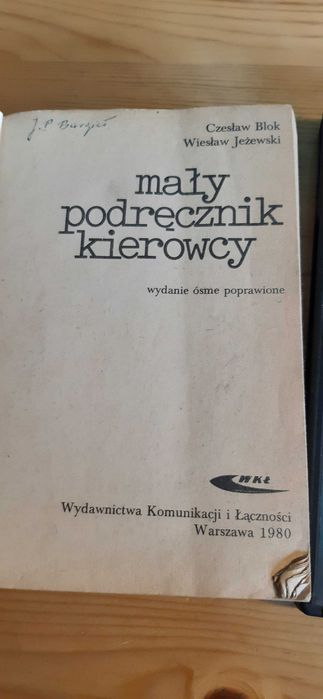 Czesław Blok
Wiesław Jeżewski
mały
podręcznik
kierowcy
wydanie ósme poprawione
WKŁ
Wydawnictwa Komunikacji i Łączności
Warszawa 1980